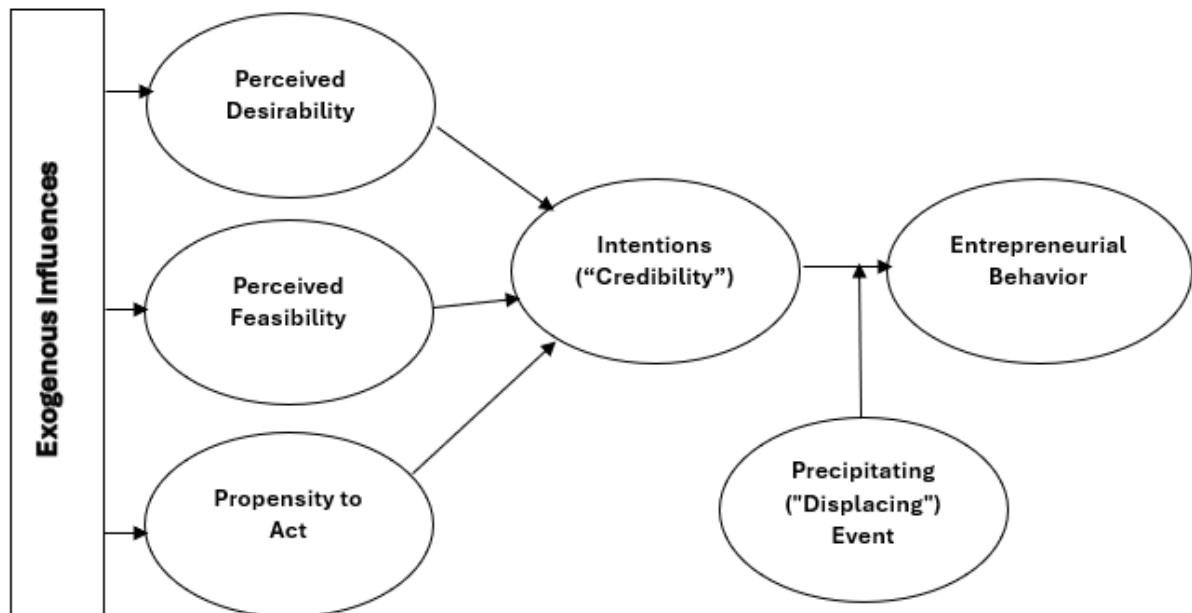 Exogenous Influences
Perceived
Desirability
Perceived
Feasibility
Propensity to
Act
Intentions
(“Credibility”)
Entrepreneurial
Behavior
Precipitating
("Displacing")
Event